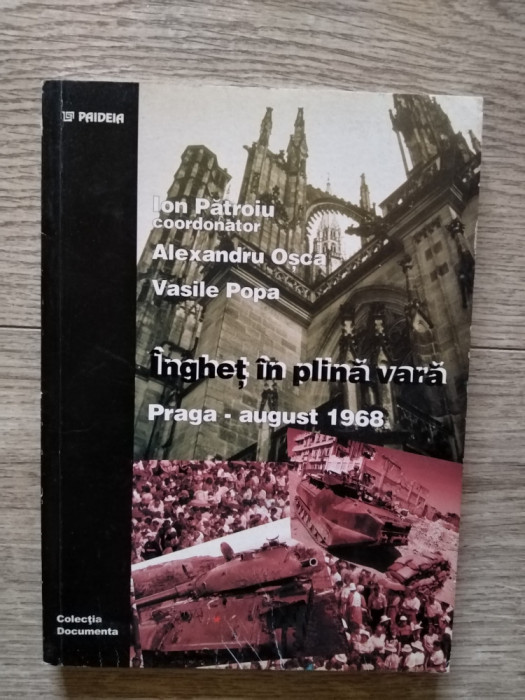 PAIDEIA
Ion Pătroiu
coordonator
Alexandru Oșca
Vasile Popa
Îngheț în plină vară
Praga - august 1968
Colecția
Documenta